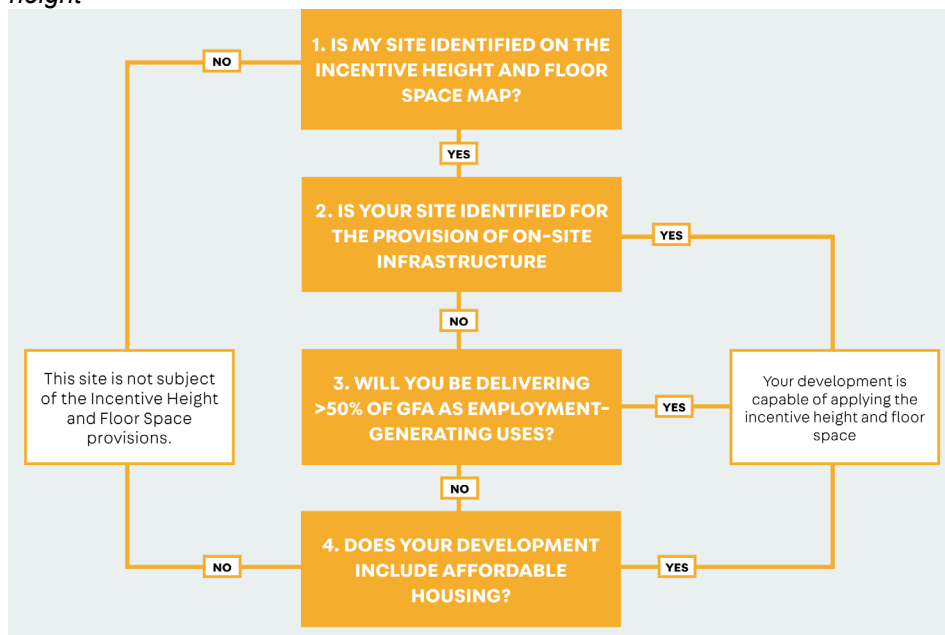 height
1. IS MY SITE IDENTIFIED ON THE
INCENTIVE HEIGHT AND FLOOR
SPACE MAP?
NO
YES
2. IS YOUR SITE IDENTIFIED FOR
THE PROVISION OF ON-SITE
INFRASTRUCTURE
YES
NO
This site is not subject
of the Incentive Height
and Floor Space
provisions.
3. WILL YOU BE DELIVERING
>50% OF GFA AS EMPLOYMENT-
GENERATING USES?
YES
Your development is
capable of applying the
incentive height and floor
space
NO
4. DOES YOUR DEVELOPMENT
INCLUDE AFFORDABLE
HOUSING?
NO
YES